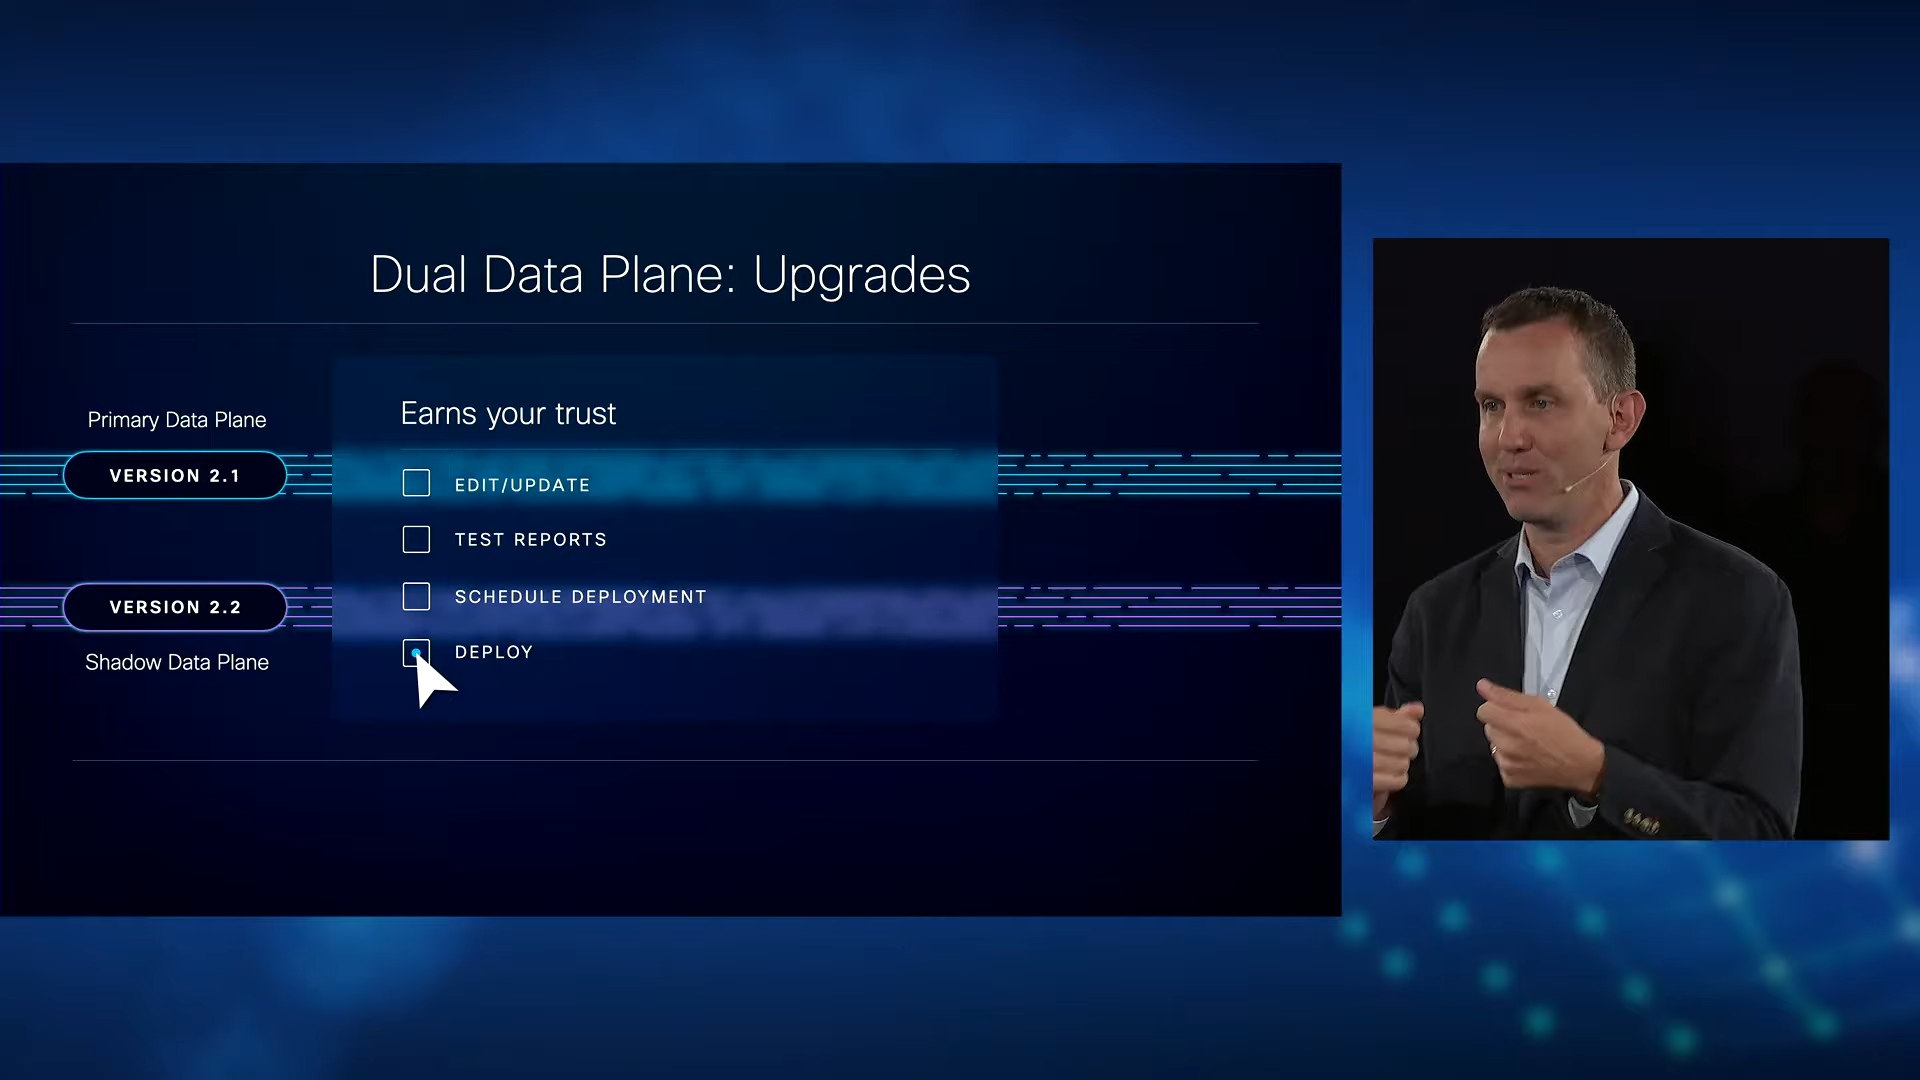 Dual Data Plane: Upgrades
Primary Data Plane
VERSION 2.1
VERSION 2.2
Shadow Data Plane
Earns your trust
EDIT/UPDATE
TEST REPORTS
SCHEDULE DEPLOYMENT
DEPLOY